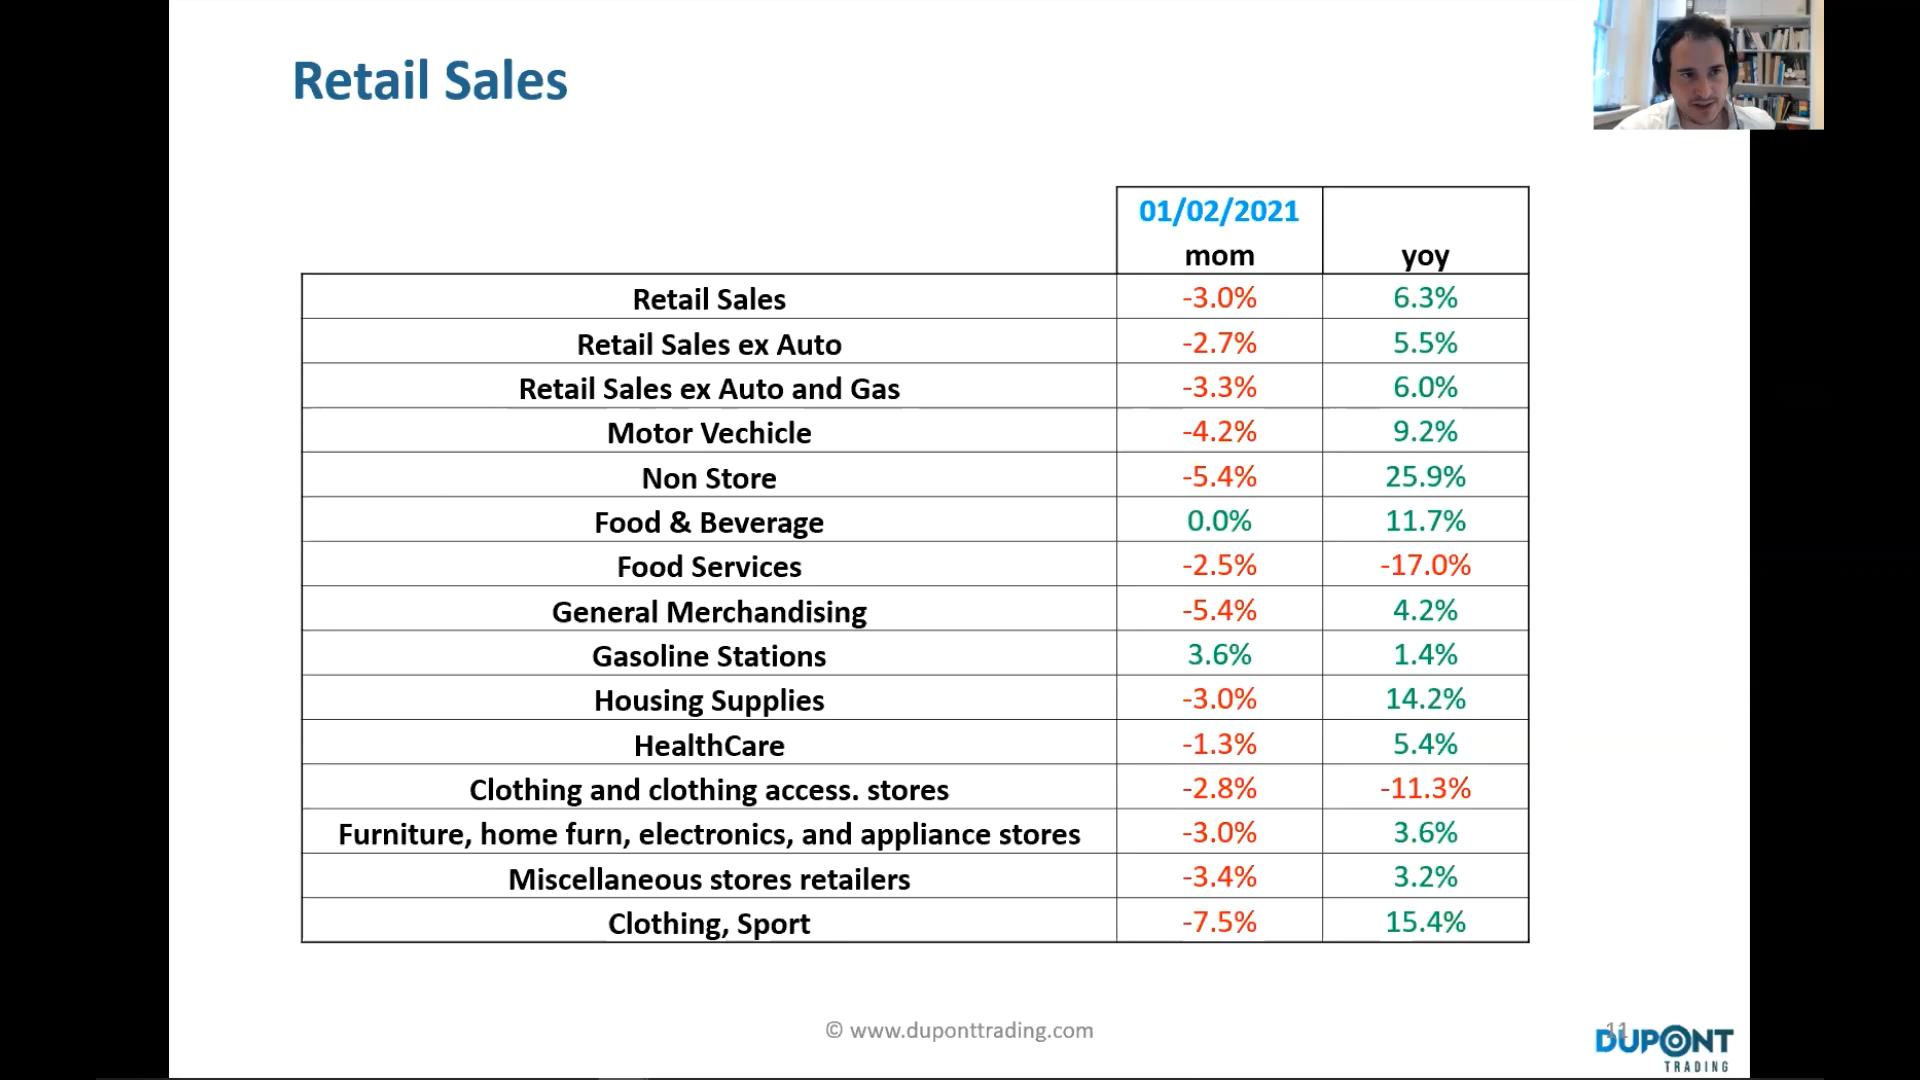 Retail Sales
01/02/2021
mom yoy
Retail Sales -3.0% 6.3%
Retail Sales ex Auto -2.7% 5.5%
Retail Sales ex Auto and Gas -3.3% 6.0%
Motor Vechicle -4.2% 9.2%
Non Store -5.4% 25.9%
Food & Beverage 0.0% 11.7%
Food Services -2.5% -17.0%
General Merchandising -5.4% 4.2%
Gasoline Stations 3.6% 1.4%
Housing Supplies -3.0% 14.2%
HealthCare -1.3% 5.4%
Clothing and clothing access. stores -2.8% -11.3%
Furniture, home furn, electronics, and appliance stores -3.0% 3.6%
Miscellaneous stores retailers -3.4% 3.2%
Clothing, Sport -7.5% 15.4%
© www.duponttrading.com
11
DUPONT
TRADING